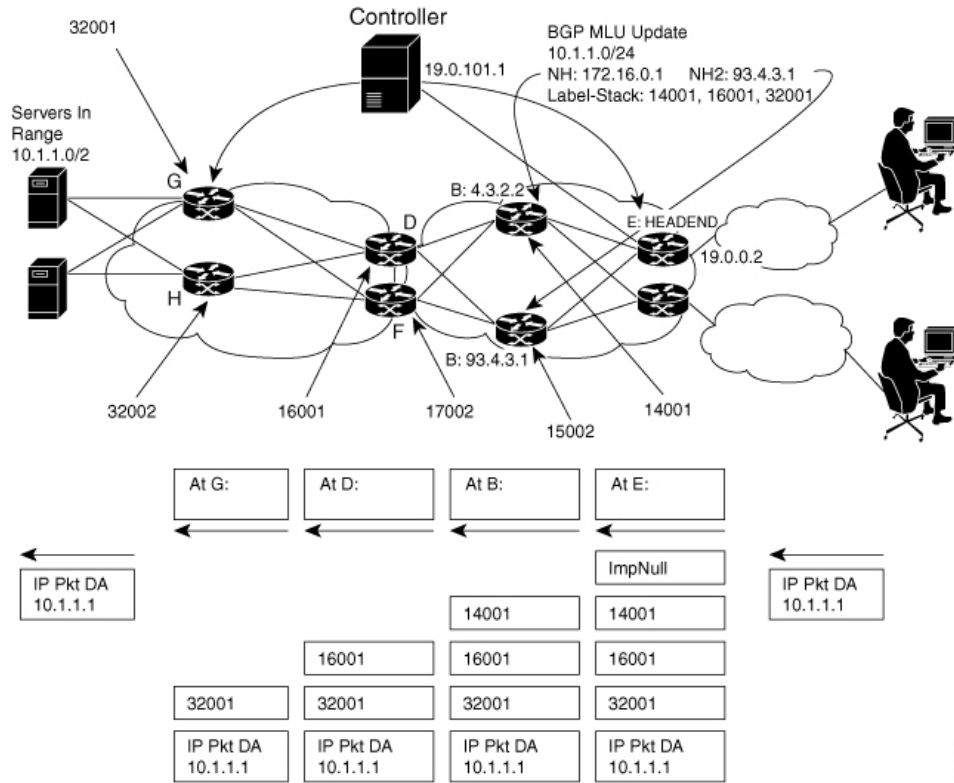 Controller
32001
BGP MLU Update
10.1.1.0/24
NH: 172.16.0.1 NH2: 93.4.3.1
Label-Stack: 14001, 16001, 32001
19.0.101.1
Servers In
Range
10.1.1.0/2
G
B: 4.3.2.2
D
E: HEADEND
19.0.0.2
H
F
B: 93.4.3.1
32002
16001
17002
15002
14001
At G:
At D:
At B:
At E:
ImpNull
IP Pkt DA
10.1.1.1
14001
14001
IP Pkt DA
10.1.1.1
16001
16001
16001
32001
32001
32001
32001
IP Pkt DA
10.1.1.1
IP Pkt DA
10.1.1.1
IP Pkt DA
10.1.1.1
IP Pkt DA
10.1.1.1